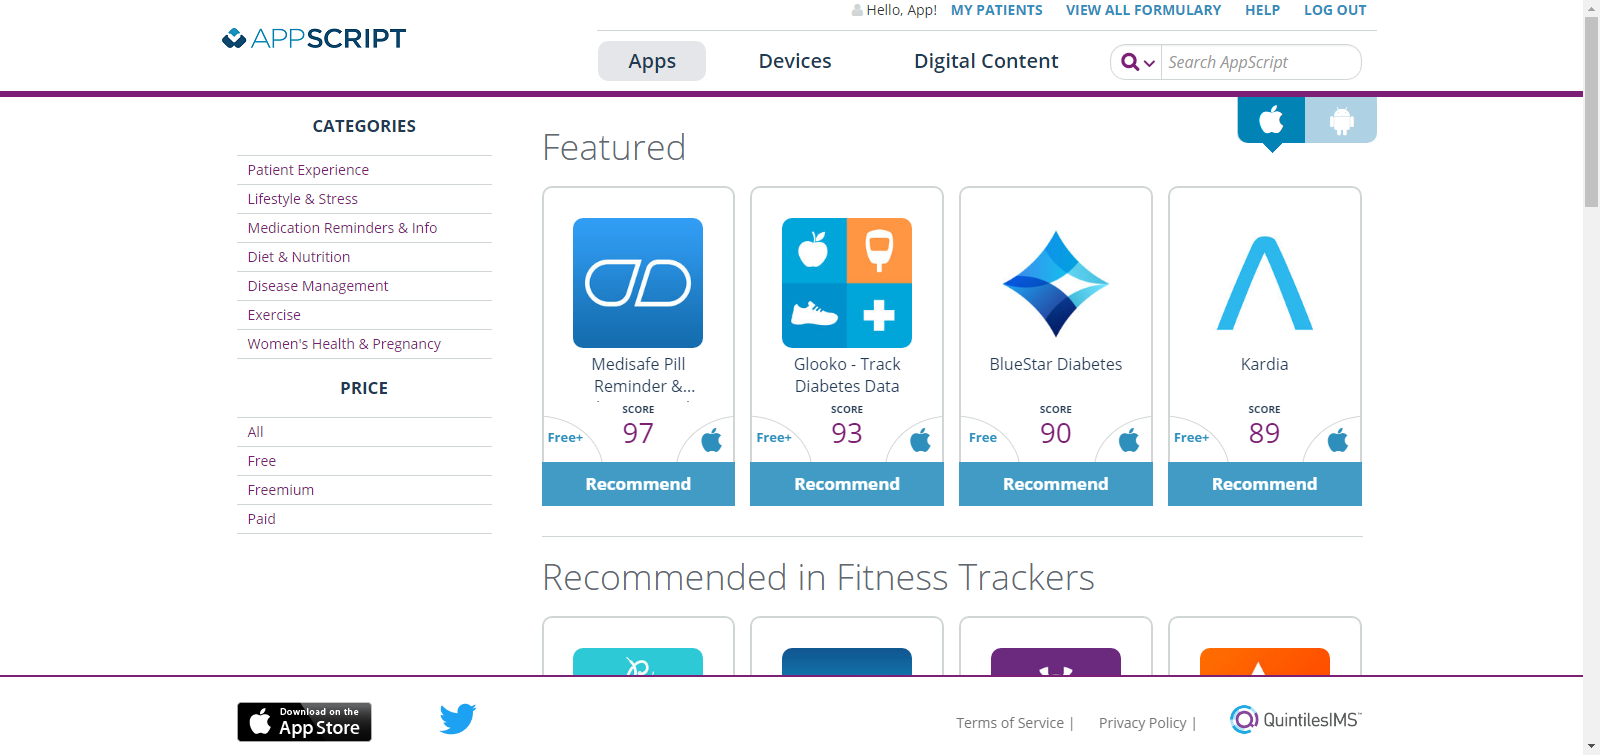 Hello, App! MY PATIENTS VIEW ALL FORMULARY HELP LOG OUT
APPSCRIPT
Apps Devices Digital Content Search AppScript
CATEGORIES
Patient Experience
Lifestyle & Stress
Medication Reminders & Info
Diet & Nutrition
Disease Management
Exercise
Women's Health & Pregnancy
PRICE
All
Free
Freemium
Paid
Featured
Medisafe Pill
Reminder &...
SCORE
Free+ 97
Recommend
Glooko - Track
Diabetes Data
SCORE
Free+ 93
Recommend
BlueStar Diabetes
SCORE
Free 90
Recommend
Kardia
SCORE
Free+ 89
Recommend
Recommended in Fitness Trackers
Download on the
App Store
Terms of Service | Privacy Policy |
QuintilesIMS™